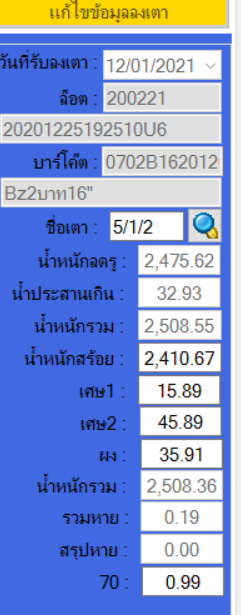 แก้ไขข้อมูลลงเตา
วันที่รับลงเตา : 12/01/2021
ล็อต : 200221
20201225192510U6
บาร์โค้ต : 0702B162012
Bz2บาท16"
ชื่อเตา : 5/1/2
น้ำหนักลดรู : 2,475.62
น้ำประสานเกิน : 32.93
น้ำหนักรวม : 2,508.55
น้ำหนักสร้อย : 2,410.67
เศษ1 : 15.89
เศษ2 : 45.89
ผง : 35.91
น้ำหนักรวม : 2,508.36
รวมหาย : 0.19
สรุปหาย : 0.00
70 : 0.99